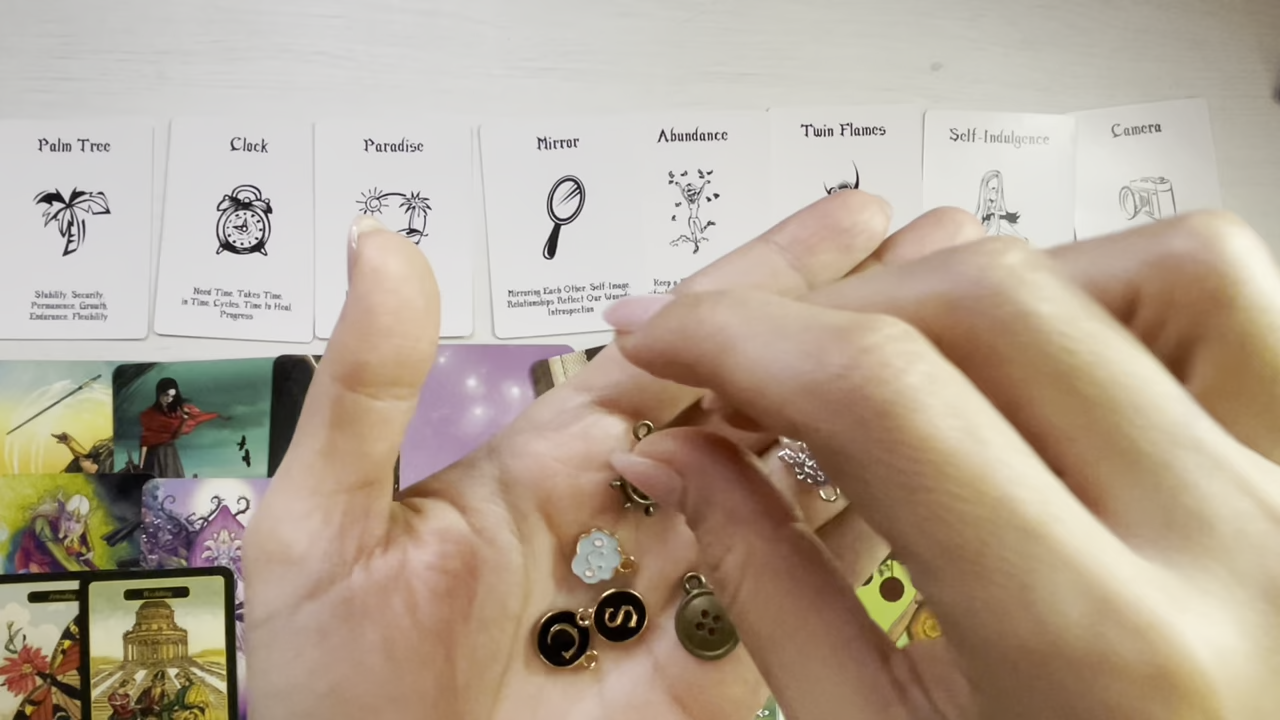 Palm Tree
Stability, Security,
Permanence, Growth,
Endurance, Flexibility
Clock
Need Time, Takes Time,
in Time, Cycles, Time to Heal
Progress
Paradise
Mirror
Mirroring Each Other, Self-Image,
Relationships Reflect Our Wounds
Introspection
Abundance
Keep a
Twin Flames
Self-Indulgence
Camera
S
C
Wedding